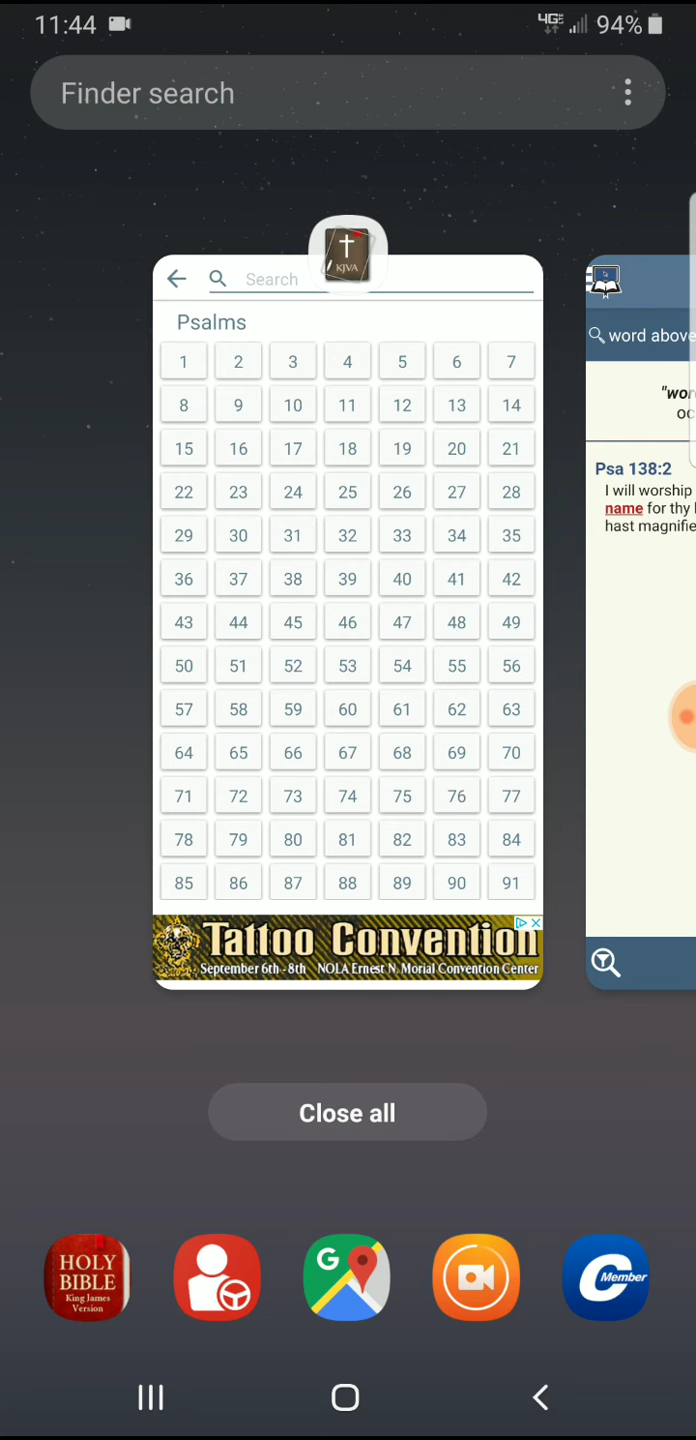 11:44 4GE 94%
Finder search
KJVA
Search
Psalms
1 2 3 4 5 6 7
8 9 10 11 12 13 14
15 16 17 18 19 20 21
22 23 24 25 26 27 28
29 30 31 32 33 34 35
36 37 38 39 40 41 42
43 44 45 46 47 48 49
50 51 52 53 54 55 56
57 58 59 60 61 62 63
64 65 66 67 68 69 70
71 72 73 74 75 76 77
78 79 80 81 82 83 84
85 86 87 88 89 90 91
Tattoo Convention
September 6th - 8th NOLA Ernest N. Morial Convention Center
word above
"wor
oc
Psa 138:2
I will worship
name for thy
hast magnifie
Close all
HOLY
BIBLE
King James
Version
G
C Member